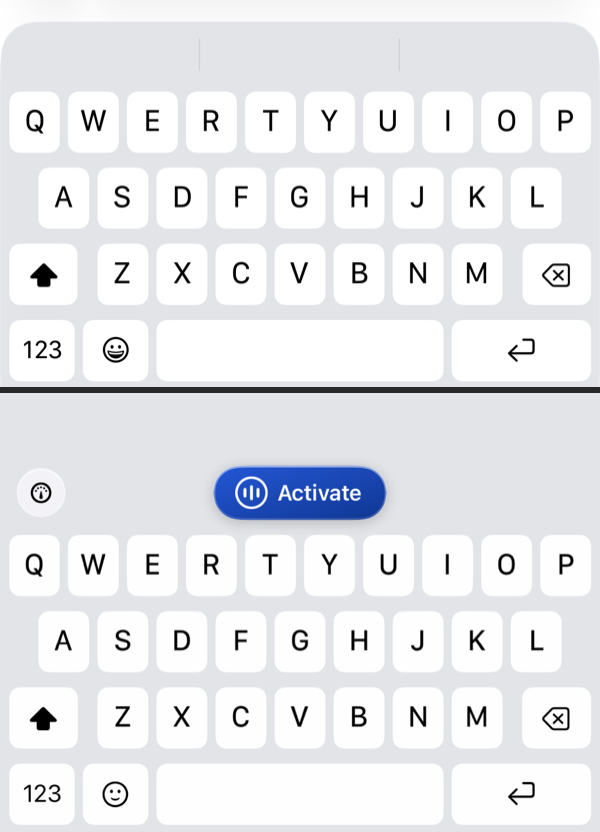 Q W E R T Y U I O P
A S D F G H J K L
Z X C V B N M
123
Activate
Q W E R T Y U I O P
A S D F G H J K L
Z X C V B N M
123